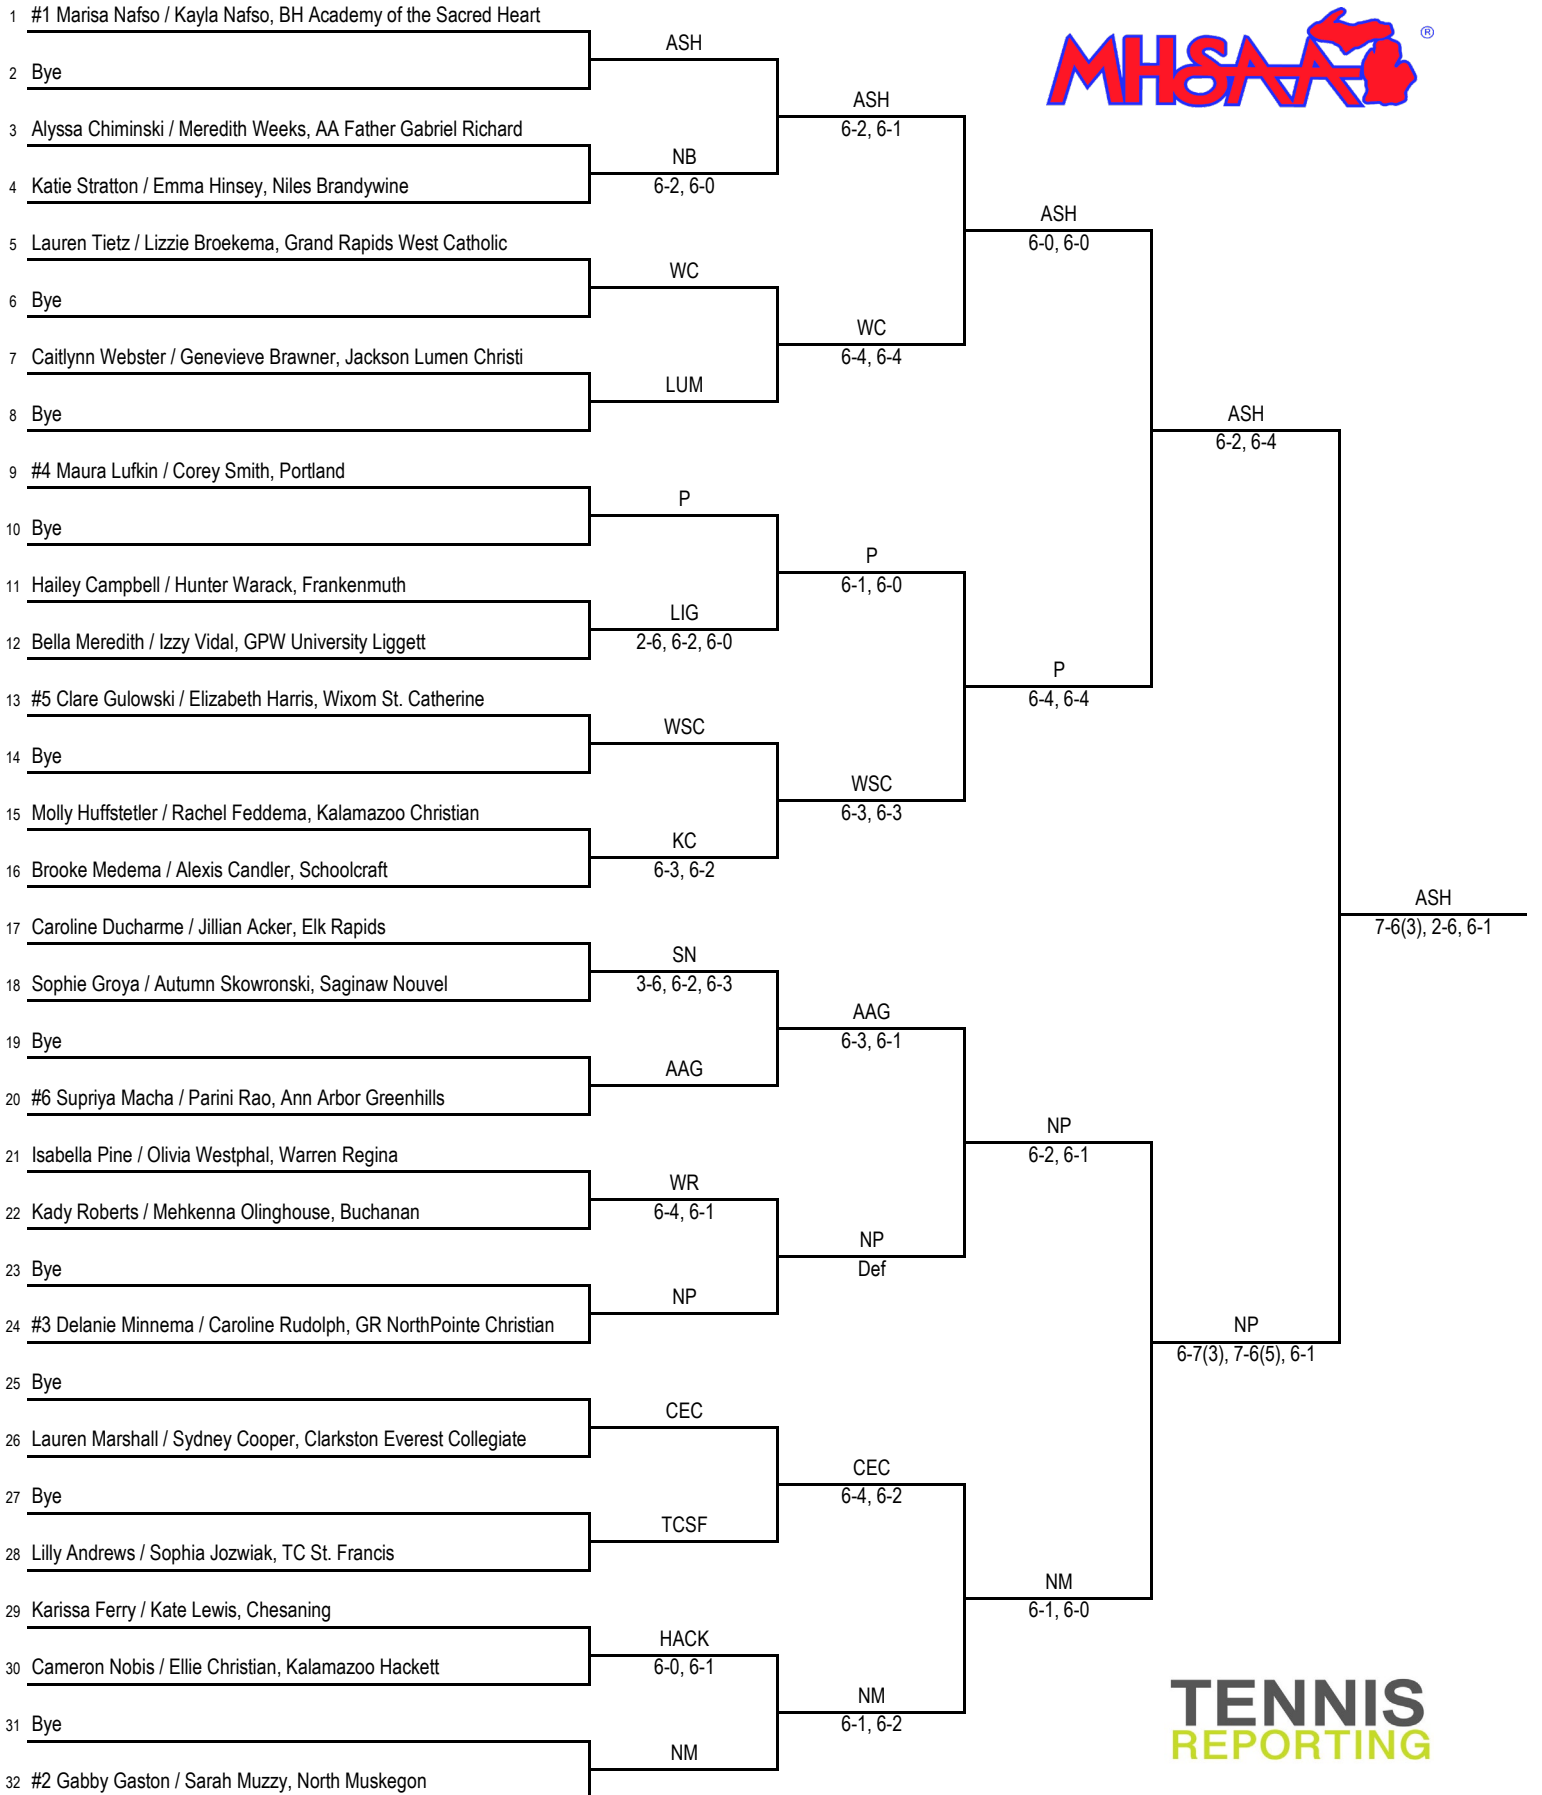 1 #1 Marisa Nafso / Kayla Nafso, BH Academy of the Sacred Heart
ASH
2 Bye
ASH
6-2, 6-1
3 Alyssa Chiminski / Meredith Weeks, AA Father Gabriel Richard
NB
6-2, 6-0
4 Katie Stratton / Emma Hinsey, Niles Brandywine
ASH
6-0, 6-0
5 Lauren Tietz / Lizzie Broekema, Grand Rapids West Catholic
WC
6 Bye
WC
6-4, 6-4
7 Caitlynn Webster / Genevieve Brawner, Jackson Lumen Christi
LUM
8 Bye
ASH
6-2, 6-4
9 #4 Maura Lufkin / Corey Smith, Portland
P
10 Bye
P
6-1, 6-0
11 Hailey Campbell / Hunter Warack, Frankenmuth
LIG
2-6, 6-2, 6-0
12 Bella Meredith / Izzy Vidal, GPW University Liggett
P
6-4, 6-4
13 #5 Clare Gulowski / Elizabeth Harris, Wixom St. Catherine
WSC
14 Bye
WSC
6-3, 6-3
15 Molly Huffstetler / Rachel Feddema, Kalamazoo Christian
KC
6-3, 6-2
16 Brooke Medema / Alexis Candler, Schoolcraft
ASH
7-6(3), 2-6, 6-1
17 Caroline Ducharme / Jillian Acker, Elk Rapids
SN
3-6, 6-2, 6-3
18 Sophie Groya / Autumn Skowronski, Saginaw Nouvel
AAG
6-3, 6-1
19 Bye
AAG
20 #6 Supriya Macha / Parini Rao, Ann Arbor Greenhills
NP
6-2, 6-1
21 Isabella Pine / Olivia Westphal, Warren Regina
WR
6-4, 6-1
22 Kady Roberts / Mehkenna Olinghouse, Buchanan
NP
Def
23 Bye
NP
24 #3 Delanie Minnema / Caroline Rudolph, GR NorthPointe Christian
NP
6-7(3), 7-6(5), 6-1
25 Bye
CEC
26 Lauren Marshall / Sydney Cooper, Clarkston Everest Collegiate
CEC
6-4, 6-2
27 Bye
TCSF
28 Lilly Andrews / Sophia Jozwiak, TC St. Francis
NM
6-1, 6-0
29 Karissa Ferry / Kate Lewis, Chesaning
HACK
6-0, 6-1
30 Cameron Nobis / Ellie Christian, Kalamazoo Hackett
NM
6-1, 6-2
31 Bye
NM
32 #2 Gabby Gaston / Sarah Muzzy, North Muskegon
MHSAA ®
TENNIS
REPORTING